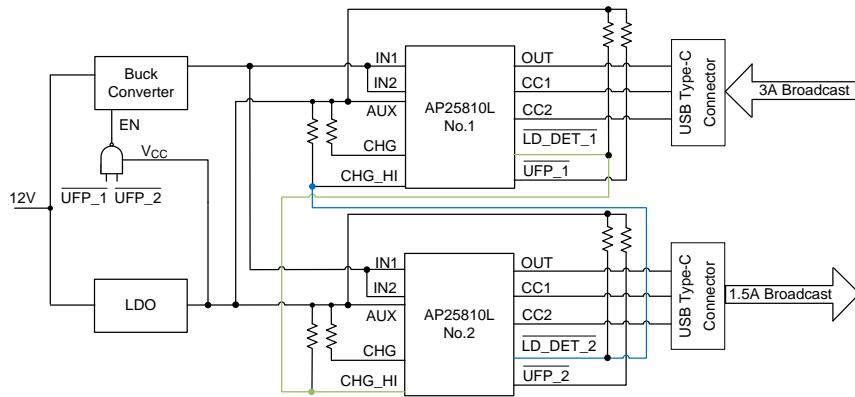 Buck
Converter
EN
VCC
UFP_1 UFP_2
12V
LDO
IN1
IN2
AUX
CHG
CHG_HI
AP25810L
No.1
OUT
CC1
CC2
LD_DET_1
UFP_1
USB Type-C
Connector
3A Broadcast
IN1
IN2
AUX
CHG
CHG_HI
AP25810L
No.2
OUT
CC1
CC2
LD_DET_2
UFP_2
USB Type-C
Connector
1.5A Broadcast